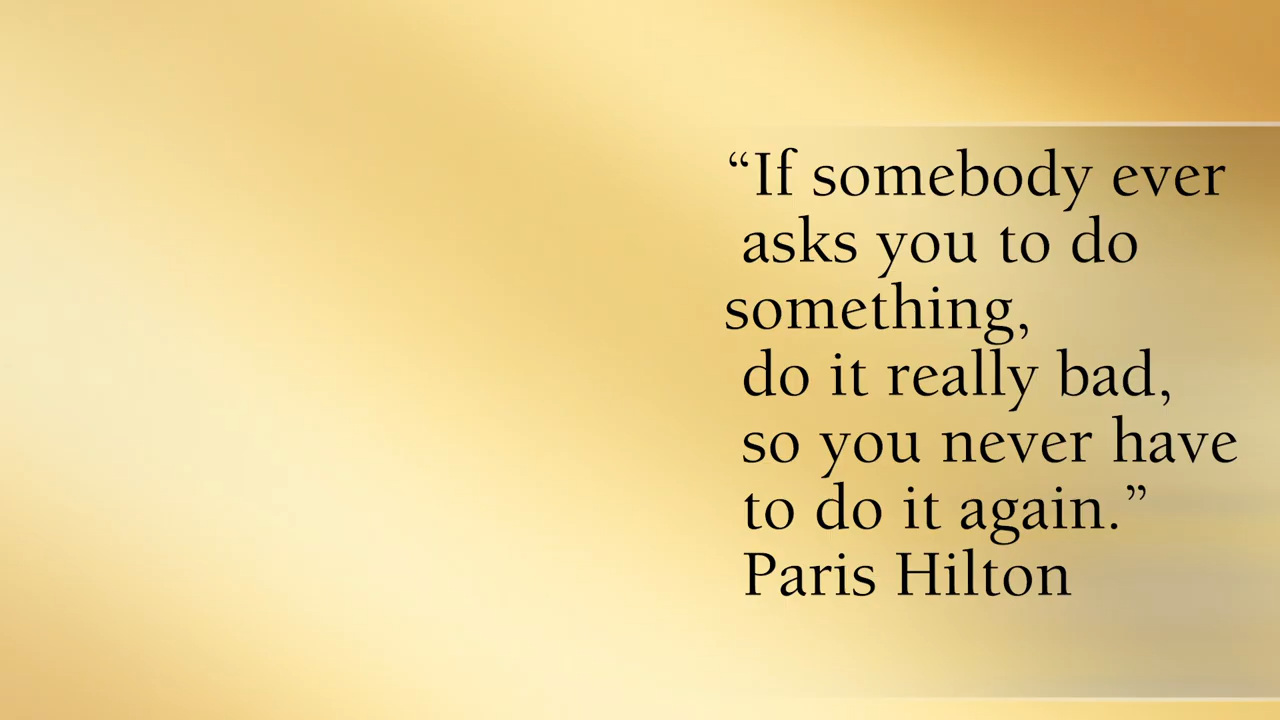 “If somebody ever
asks you to do
something,
do it really bad,
so you never have
to do it again.”
Paris Hilton